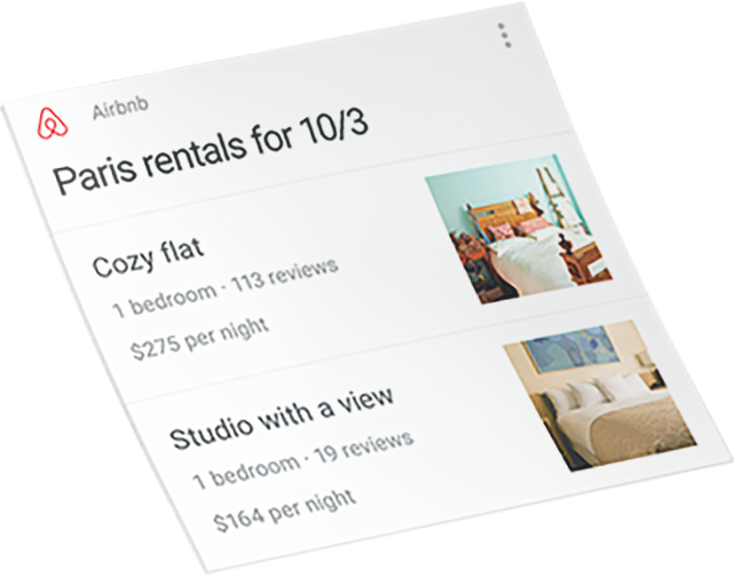 Airbnb
Paris rentals for 10/3
Cozy flat
1 bedroom · 113 reviews
$275 per night
Studio with a view
1 bedroom · 19 reviews
$164 per night